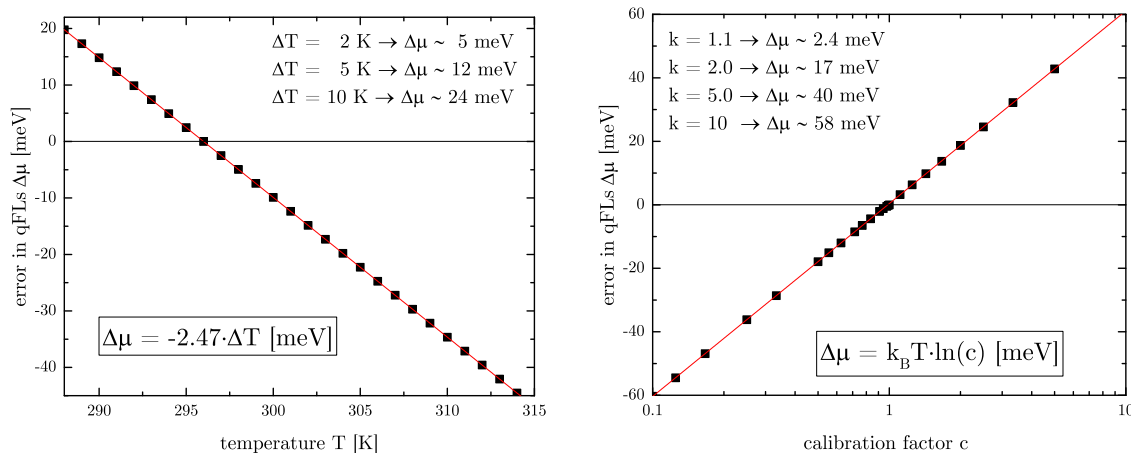 ΔT = 2 K → Δμ ~ 5 meV
ΔT = 5 K → Δμ ~ 12 meV
ΔT = 10 K → Δμ ~ 24 meV
20
10
0
-10
-20
-30
-40
error in qFLs Δμ [meV]
Δμ = -2.47·ΔT [meV]
290
295
300
305
310
315
temperature T [K]
k = 1.1 → Δμ ~ 2.4 meV
k = 2.0 → Δμ ~ 17 meV
k = 5.0 → Δμ ~ 40 meV
k = 10 → Δμ ~ 58 meV
60
40
20
0
-20
-40
-60
error in qFLs Δμ [meV]
Δμ = k_BT·ln(c) [meV]
0.1
1
10
calibration factor c